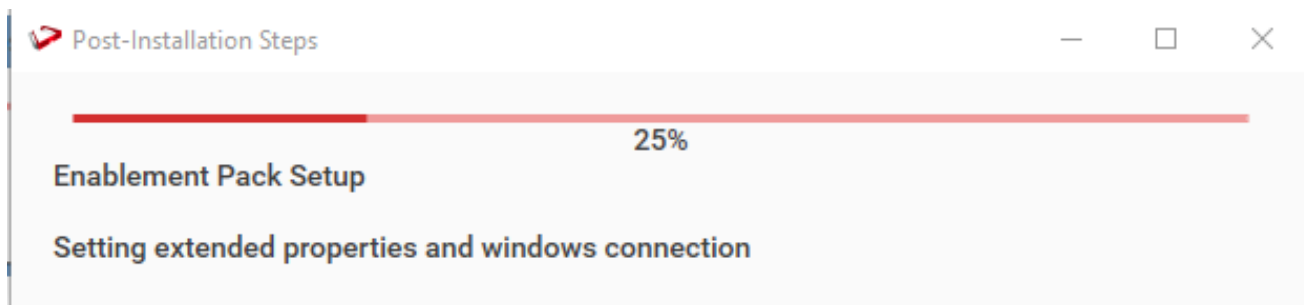 Post-Installation Steps
25%
Enablement Pack Setup
Setting extended properties and windows connection